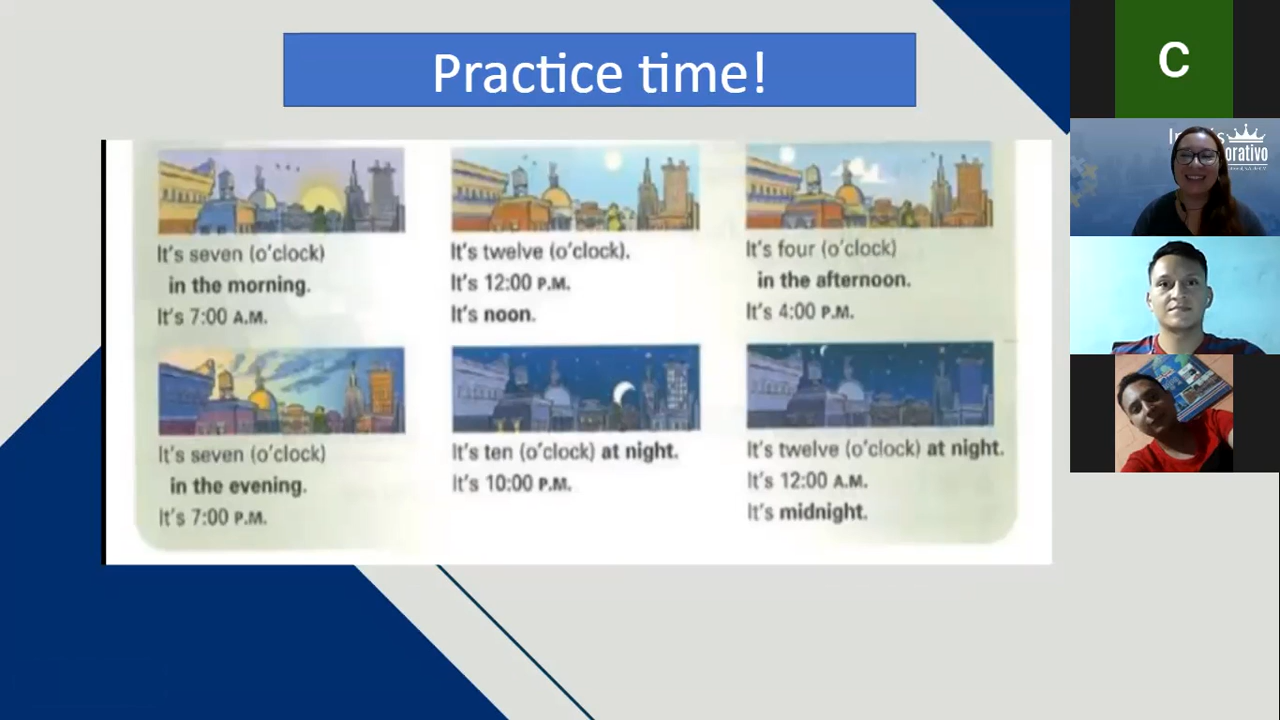 Practice time!
It's seven (o'clock)
in the morning.
It's 7:00 A.M.
It's twelve (o'clock).
It's 12:00 P.M.
It's noon.
It's four (o'clock)
in the afternoon.
It's 4:00 P.M.
It's seven (o'clock)
in the evening.
It's 7:00 P.M.
It's ten (o'clock) at night.
It's 10:00 P.M.
It's twelve (o'clock) at night.
It's 12:00 A.M.
It's midnight.
C